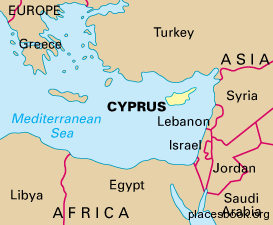 EUROPE
Greece
Turkey
ASIA
CYPRUS
Syria
Lebanon
Mediterranean
Sea
Israel
Jordan
Libya
Egypt
Saudi
Arabia
AFRICA
placesbook.org